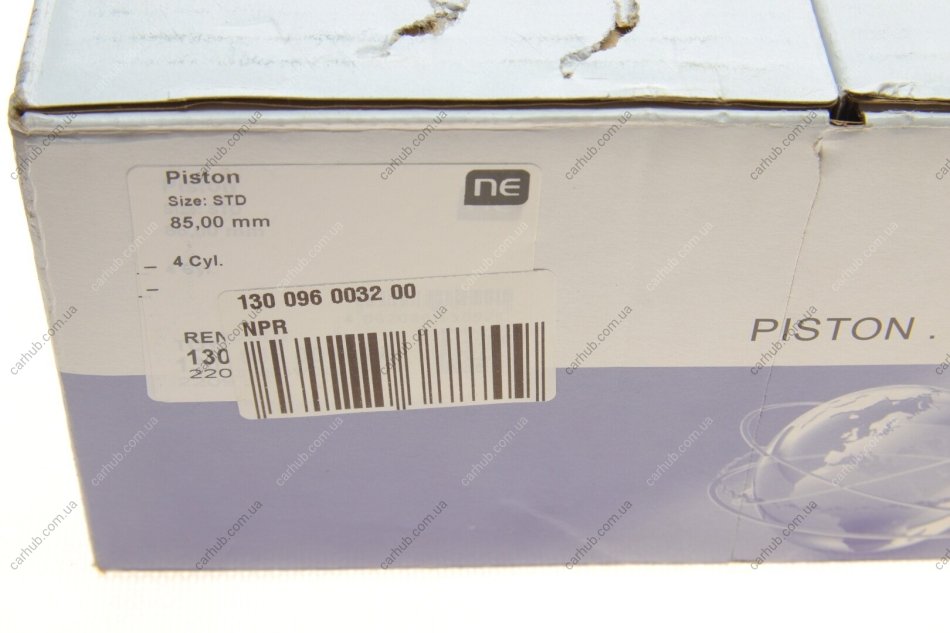 Piston
NE
Size: STD
85,00 mm
4 Cyl.
130 096 0032 00
NPR
REN
130
220
PISTON .
carhub.com.ua